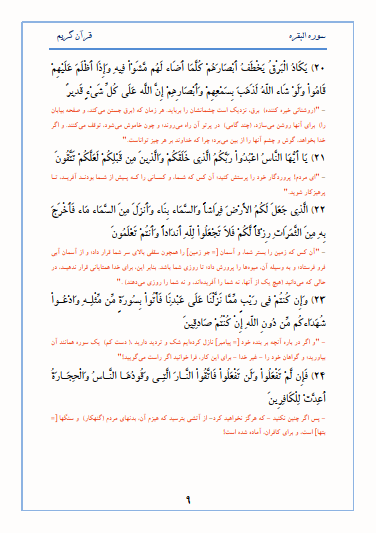 سوره البقره
قرآن کریم
۲۰) يَكَادُ الْبَرْقُ يَخْطَفُ أَبْصَارَهُمْ كُلَّمَا أَضَاء لَهُم مَّشَوْاْ فِيهِ وَإِذَا أَظْلَمَ عَلَيْهِمْ
قَامُواْ وَلَوْ شَاء اللّهُ لَذَهَبَ بِسَمْعِهِمْ وَأَبْصَارِهِمْ إِنَّ اللَّه عَلَى كُلِّ شَيْءٍ قَدِيرٌ
- "(روشنائی خیره کننده) برق، نزدیک است چشمانشان را برباید. هر زمان که (برق جستن می‌کند، و صفحه بیابان
را) برای آنها روشن می‌سازد، (چند گامی) در پرتو آن راه می‌روند؛ و چون خاموش می‌شود، توقف می‌کنند. و اگر
خدا بخواهد، گوش و چشم آنها را از بین می‌برد؛ چرا که خداوند بر هر چیز تواناست."
۲۱) يَا أَيُّهَا النَّاسُ اعْبُدُواْ رَبَّكُمُ الَّذِي خَلَقَكُمْ وَالَّذِينَ مِن قَبْلِكُمْ لَعَلَّكُمْ تَتَّقُونَ
- "ای مردم! پروردگار خود را پرستش کنید؛ آن کس که شما، و کسانی را که پیش از شما بودند آفرید، تا
پرهیزکار شوید."
۲۲) الَّذِي جَعَلَ لَكُمُ الأَرْضَ فِرَاشاً وَالسَّمَاء بِنَاء وَأَنزَلَ مِنَ السَّمَاء مَاء فَأَخْرَجَ
بِهِ مِنَ الثَّمَرَاتِ رِزْقاً لَّكُمْ فَلاَ تَجْعَلُواْ لِلّهِ أَندَاداً وَأَنتُمْ تَعْلَمُونَ
- "آن کس که زمین را بستر شما، و آسمان [= جو زمین] را همچون سقفی بالای سر شما قرار داد؛ و از آسمان آبی
فرو فرستاد؛ و به وسیله آن، میوه‌ها را پرورش داد؛ تا روزی شما باشد. بنابر این، برای خدا همتایانی قرار ندهید، در
حالی که می‌دانید (هیچ یک از آنها، نه شما را آفریده‌اند، و نه شما را روزی می‌دهند)."
۲۳) وَإِن كُنتُمْ فِي رَيْبٍ مِّمَّا نَزَّلْنَا عَلَى عَبْدِنَا فَأْتُواْ بِسُورَةٍ مِّن مِّثْلِهِ وَادْعُواْ
شُهَدَاءكُم مِّن دُونِ اللّهِ إِنْ كُنْتُمْ صَادِقِينَ
- "و اگر در باره آنچه بر بنده خود [= پیامبر] نازل کرده‌ایم شک و تردید دارید، (دست کم) یک سوره همانند آن
بیاورید؛ و گواهان خود را - غیر خدا - برای این کار، فرا خوانید اگر راست می‌گویید!"
۲۴) فَإِن لَّمْ تَفْعَلُواْ وَلَن تَفْعَلُواْ فَاتَّقُواْ النَّارَ الَّتِي وَقُودُهَا النَّاسُ وَالْحِجَارَةُ
أُعِدَّتْ لِلْكَافِرِينَ
- پس اگر چنین نکنید - که هرگز نخواهید کرد - از آتشی بترسید که هیزم آن، بدنهای مردم (گنهکار) و سنگها [=
بتها] است، و برای کافران، آماده شده است!
۹